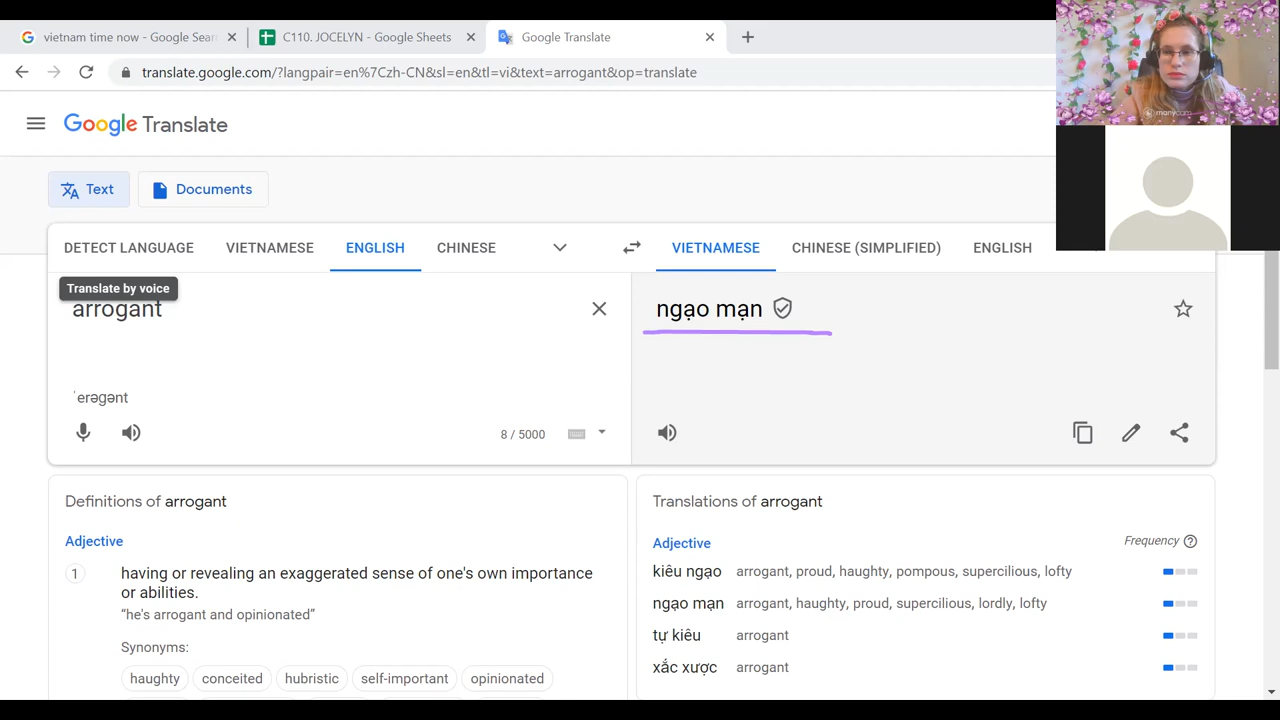 vietnam time now - Google Sear
C110. JOCELYN - Google Sheets
Google Translate
translate.google.com/?langpair=en%7Czh-CN&sl=en&tl=vi&text=arrogant&op=translate
Google Translate
Text
Documents
DETECT LANGUAGE
VIETNAMESE
ENGLISH
CHINESE
VIETNAMESE
CHINESE (SIMPLIFIED)
ENGLISH
Translate by voice
arrogant
ngạo mạn
ˈerəgənt
8 / 5000
Definitions of arrogant
Adjective
1
having or revealing an exaggerated sense of one's own importance
or abilities.
“he's arrogant and opinionated”
Synonyms:
haughty
conceited
hubristic
self-important
opinionated
Translations of arrogant
Adjective
Frequency
kiêu ngạo arrogant, proud, haughty, pompous, supercilious, lofty
ngạo mạn arrogant, haughty, proud, supercilious, lordly, lofty
tự kiêu arrogant
xắc xược arrogant
manycam